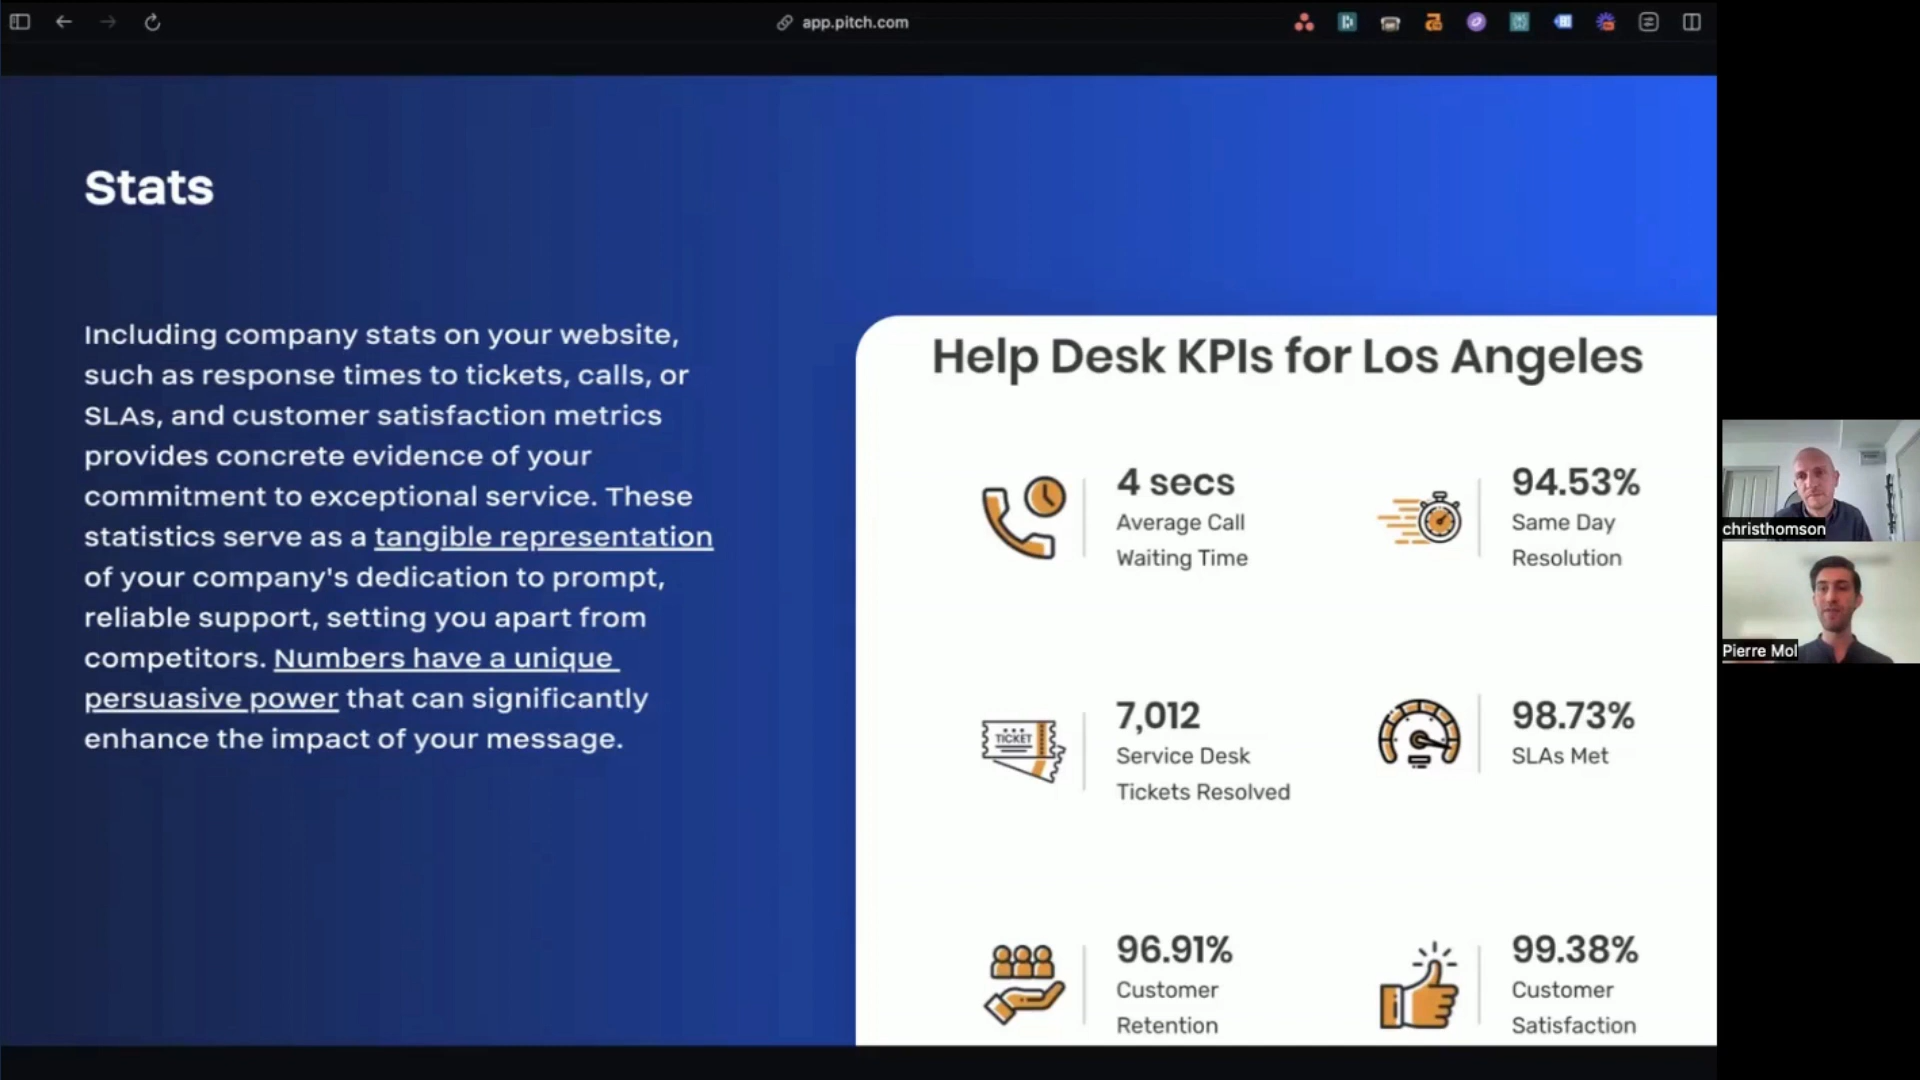 app.pitch.com
Stats
Including company stats on your website,
such as response times to tickets, calls, or
SLAs, and customer satisfaction metrics
provides concrete evidence of your
commitment to exceptional service. These
statistics serve as a tangible representation
of your company's dedication to prompt,
reliable support, setting you apart from
competitors. Numbers have a unique
persuasive power that can significantly
enhance the impact of your message.
Help Desk KPIs for Los Angeles
4 secs
Average Call
Waiting Time
94.53%
Same Day
Resolution
TICKET
7,012
Service Desk
Tickets Resolved
98.73%
SLAs Met
96.91%
Customer
Retention
99.38%
Customer
Satisfaction
christhomson
Pierre Mol